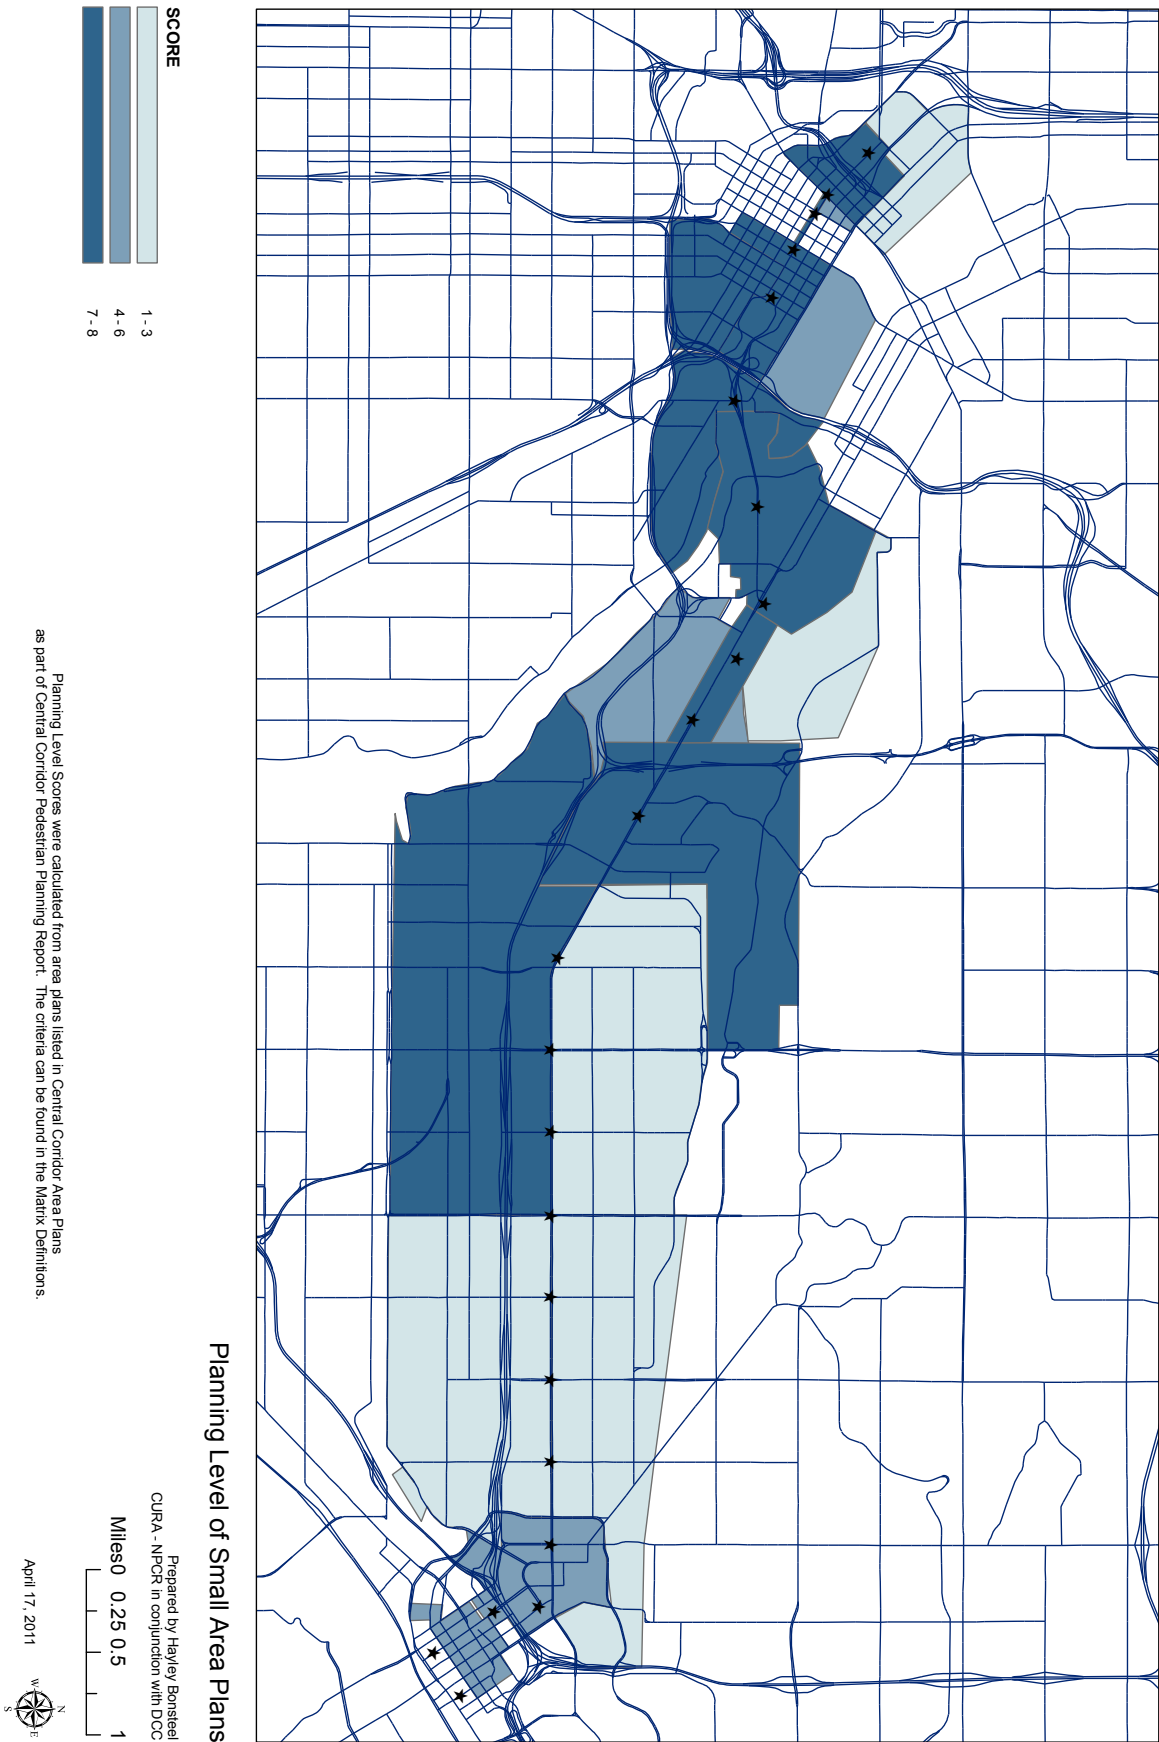 SCORE
1 - 3
4 - 6
7 - 8
Planning Level Scores were calculated from area plans listed in Central Corridor Area Plans
as part of Central Corridor Pedestrian Planning Report. The criteria can be found in the Matrix Definitions.
Planning Level of Small Area Plans
Prepared by Hayley Bonsteel
CURA - NPCR in conjunction with DCC
Miles0 0.25 0.5 1
April 17, 2011
N
W E
S